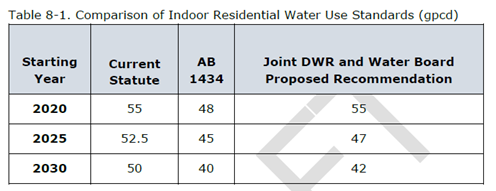 Table 8-1. Comparison of Indoor Residential Water Use Standards (gpcd)
Starting Year Current Statute AB 1434 Joint DWR and Water Board Proposed Recommendation
2020 55 48 55
2025 52.5 45 47
2030 50 40 42